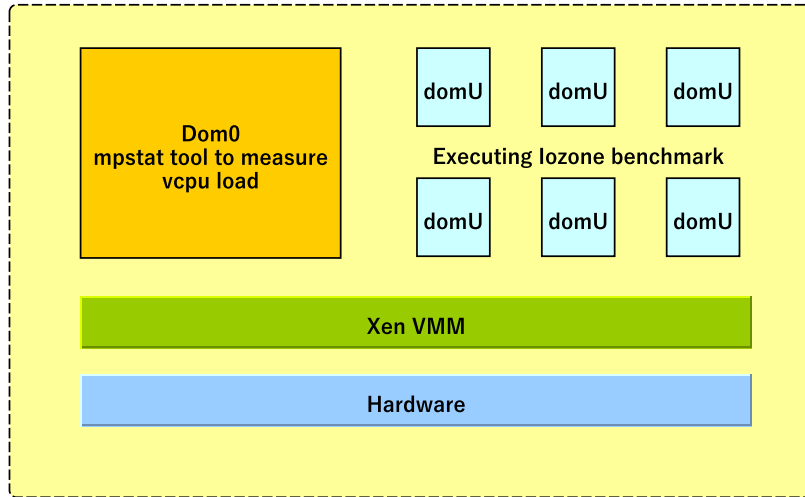 Dom0
mpstat tool to measure
vcpu load
domU
domU
domU
Executing Iozone benchmark
domU
domU
domU
Xen VMM
Hardware